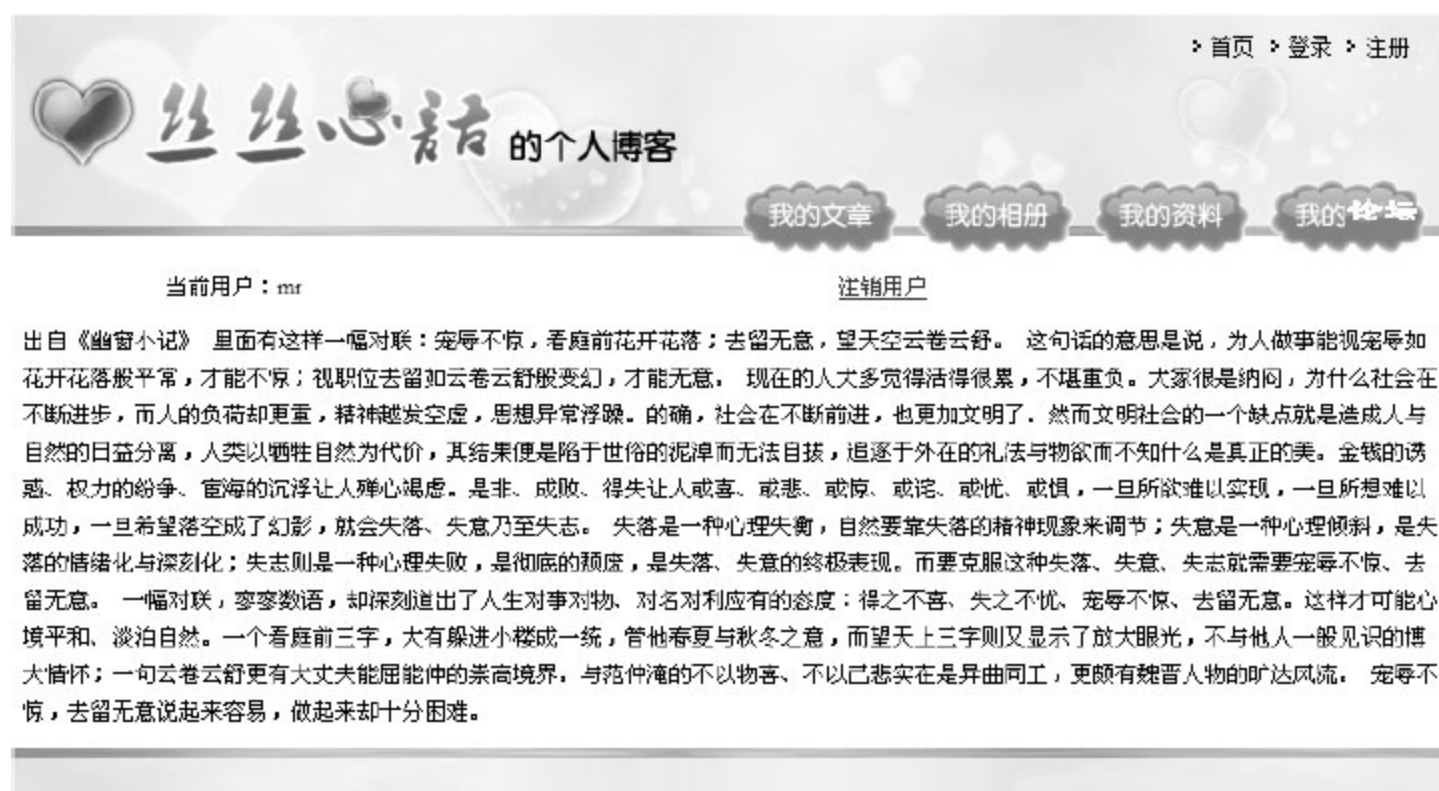 首页 登录 注册
丝丝心語 的个人博客
我的文章 我的相册 我的资料 我的论坛
当前用户：mr 注销用户
出自《幽窗小记》 里面有这样一幅对联：宠辱不惊，看庭前花开花落；去留无意，望天空云卷云舒。 这句话的意思是说，为人做事能视宠辱如
花开花落般平常，才能不惊；视职位去留如云卷云舒般变幻，才能无意。 现在的人大多觉得活得很累，不堪重负。大家很是纳闷，为什么社会在
不断进步，而人的负荷却更重，精神越发空虚，思想异常浮躁。的确，社会在不断前进，也更加文明了．然而文明社会的一个缺点就是造成人与
自然的日益分离，人类以牺牲自然为代价，其结果便是陷于世俗的泥淖而无法自拔，追逐于外在的礼法与物欲而不知什么是真正的美。金钱的诱
惑、权力的纷争、宦海的沉浮让人殚心竭虑。是非、成败、得失让人或喜、或悲、或惊、或诧、或忧、或惧，一旦所欲难以实现，一旦所想难以
成功，一旦希望落空成了幻影，就会失落、失意乃至失志。 失落是一种心理失衡，自然要靠失落的精神现象来调节；失意是一种心理倾斜，是失
落的情绪化与深刻化；失志则是一种心理失败，是彻底的颓废，是失落、失意的终极表现。而要克服这种失落、失意、失志就需要宠辱不惊、去
留无意。 一幅对联，寥寥数语，却深刻道出了人生对事对物、对名对利应有的态度：得之不喜、失之不忧、宠辱不惊、去留无意。这样才可能心
境平和、淡泊自然。一个看庭前三字，大有躲进小楼成一统，管他春夏与秋冬之意，而望天上三字则又显示了放大眼光，不与他人一般见识的博
大情怀；一句云卷云舒更有大丈夫能屈能伸的崇高境界。与范仲淹的不以物喜、不以己悲实在是异曲同工，更颇有魏晋人物的旷达风流。 宠辱不
惊，去留无意说起来容易，做起来却十分困难。